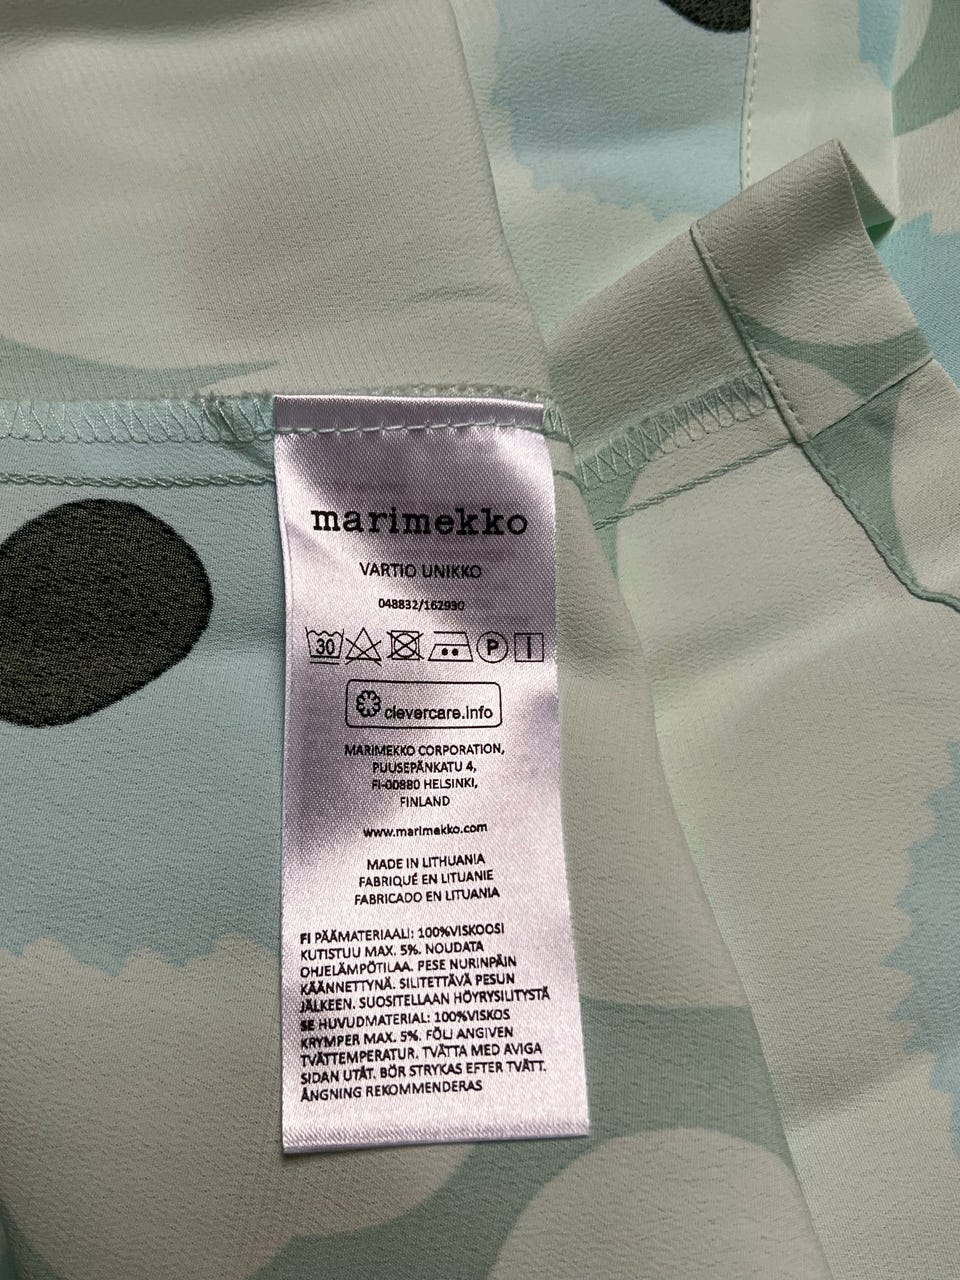 marimekko
VARTIO UNIKKO
048832/162930
30 P
clevercare.info
MARIMEKKO CORPORATION,
PUUSEPÄNKATU 4,
FI-00880 HELSINKI,
FINLAND
www.marimekko.com
MADE IN LITHUANIA
FABRIQUÉ EN LITUANIE
FABRICADO EN LITUANIA
FI PÄÄMATERIAALI: 100%VISKOOSI
KUTISTUU MAX. 5%. NOUDATA
OHJELÄMPÖTILAA. PESE NURINPÄIN
KÄÄNNETTYNÄ. SILITETTÄVÄ PESUN
JÄLKEEN. SUOSITELLAAN HÖYRYSILITYSTÄ
SE HUVUDMATERIAL: 100%VISKOS
KRYMPER MAX. 5%. FÖLJ ANGIVEN
TVÄTTEMPERATUR. TVÄTTA MED AVIGA
SIDAN UTÅT. BÖR STRYKAS EFTER TVÄTT.
ÅNGNING REKOMMENDERAS